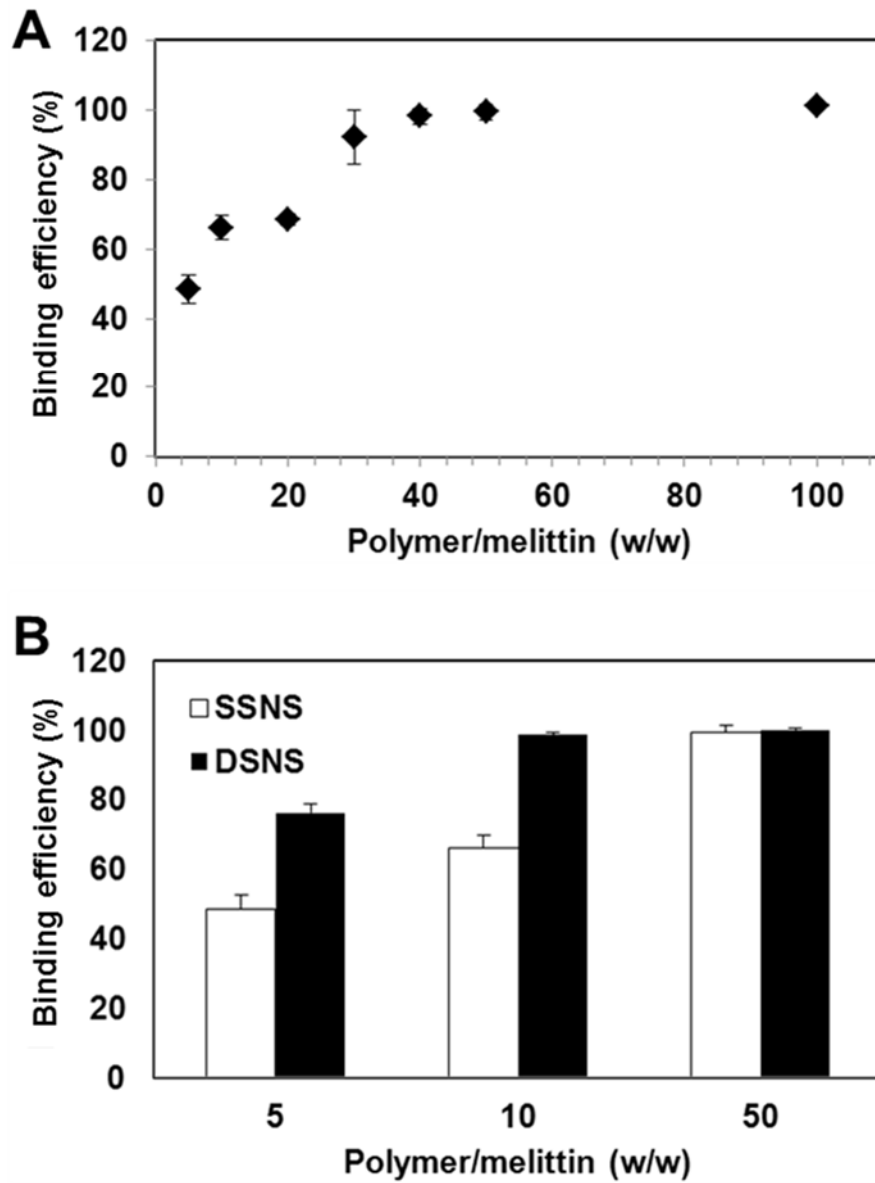 A
120
100
80
60
40
20
0
Binding efficiency (%)
0 20 40 60 80 100
Polymer/melittin (w/w)
B
120
100
80
60
40
20
0
Binding efficiency (%)
SSNS
DSNS
5 10 50
Polymer/melittin (w/w)